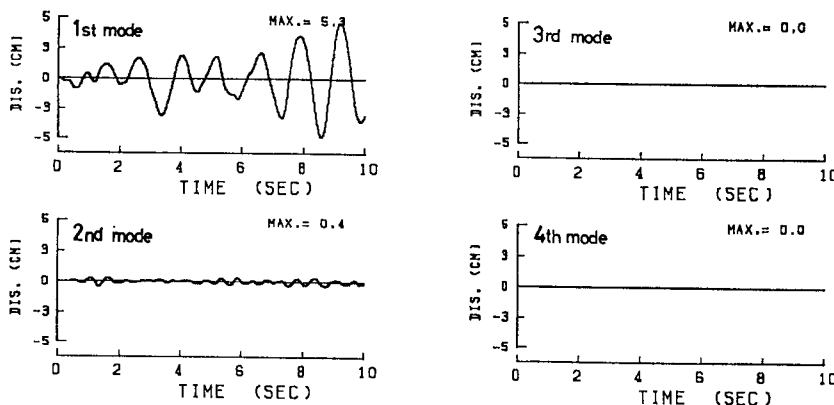 1st mode
MAX.= 5.3
DIS. (CM)
5
3
0
-3
-5
0 2 4 6 8 10
TIME (SEC)
2nd mode
MAX.= 0.4
DIS. (CM)
5
3
0
-3
-5
0 2 4 6 8 10
TIME (SEC)
3rd mode
MAX.= 0.0
DIS. (CM)
5
3
0
-3
-5
0 2 4 6 8 10
TIME (SEC)
4th mode
MAX.= 0.0
DIS. (CM)
5
3
0
-3
-5
0 2 4 6 8 10
TIME (SEC)